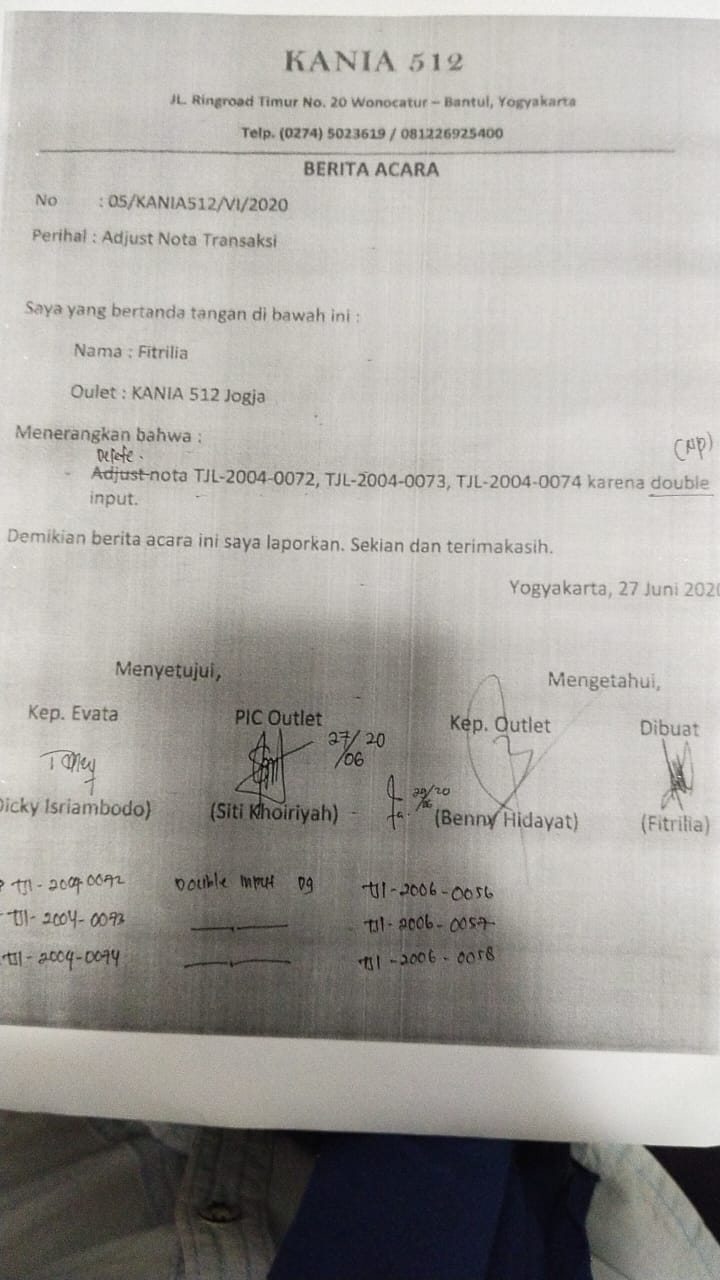 KANIA 512
JL. Ringroad Timur No. 20 Wonocatur – Bantul, Yogyakarta
Telp. (0274) 5023619 / 081226925400
BERITA ACARA
No : 05/KANIA512/VI/2020
Perihal : Adjust Nota Transaksi
Saya yang bertanda tangan di bawah ini :
Nama : Fitrilia
Oulet : KANIA 512 Jogja
Menerangkan bahwa :
Delete.
- Adjust nota TJL-2004-0072, TJL-2004-0073, TJL-2004-0074 karena double
input.
Demikian berita acara ini saya laporkan. Sekian dan terimakasih.
Yogyakarta, 27 Juni 202
Menyetujui, Mengetahui,
Kep. Evata PIC Outlet Kep. Outlet Dibuat
27/06 20
Dicky Isriambodo) (Siti Khoiriyah) (Benny Hidayat) (Fitrilia)
TJl - 2004 0072 Double input dg TJl - 2006 - 0056
- TJl - 2004 - 0073 TJl - 2006 - 0057
TJl - 2004 - 0074 TJl - 2006 - 0058